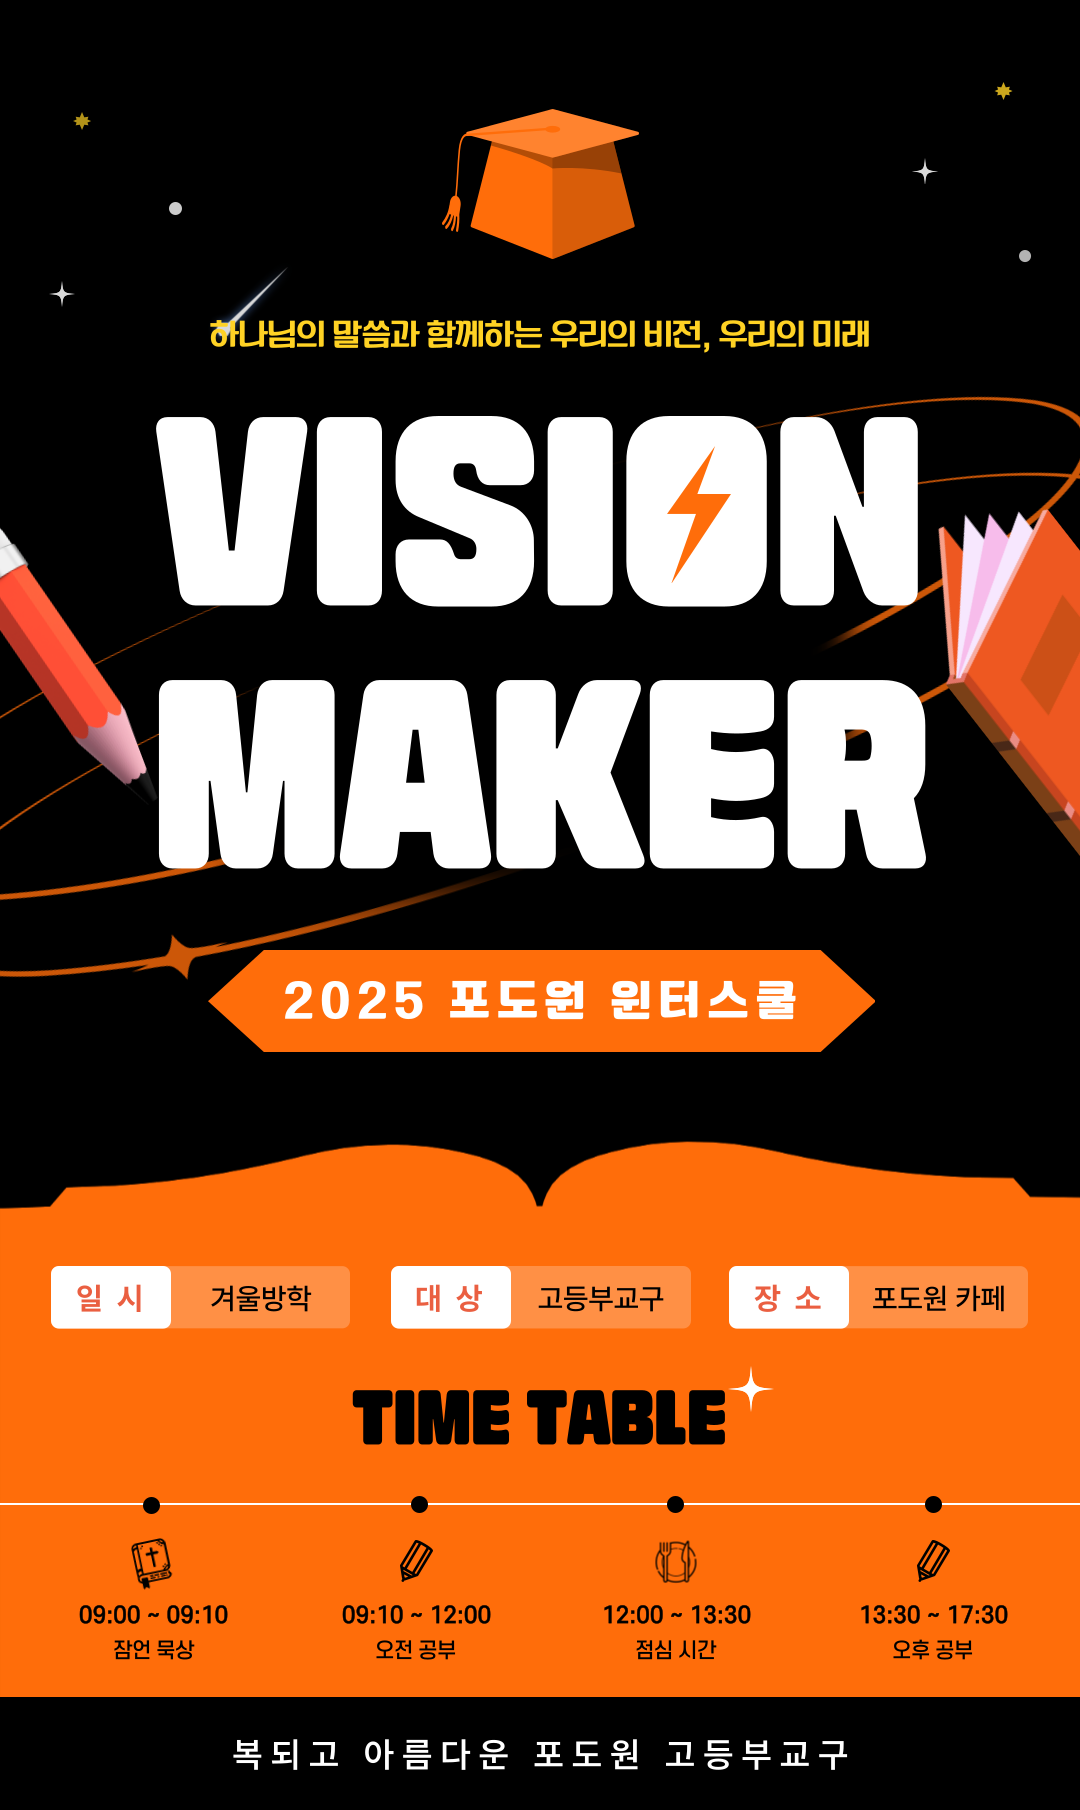 하나님의 말씀과 함께하는 우리의 비전, 우리의 미래
VISION
MAKER
2025 포도원 윈터스쿨
일 시 겨울방학
대 상 고등부교구
장 소 포도원 카페
TIME TABLE
09:00 ~ 09:10
잠언 묵상
09:10 ~ 12:00
오전 공부
12:00 ~ 13:30
점심 시간
13:30 ~ 17:30
오후 공부
복되고 아름다운 포도원 고등부교구